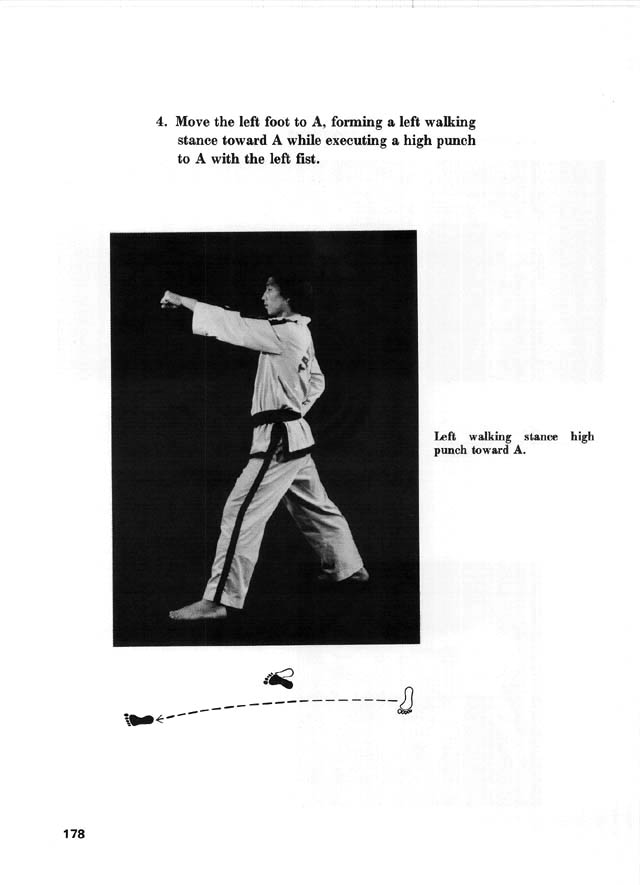 4. Move the left foot to A, forming a left walking
stance toward A while executing a high punch
to A with the left fist.
Left walking stance high
punch toward A.
178